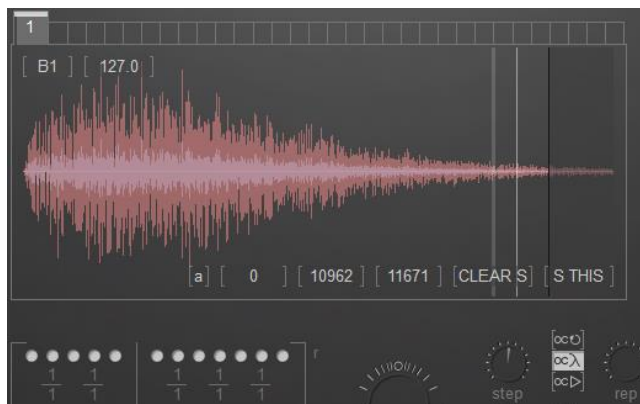 1
[ B1 ] [ 127.0 ]
[a] [ 0 ] [ 10962 ] [ 11671 ] [CLEAR S] [ S THIS ]
r
1 1 1 1 1
1 1 1 1 1
step
rep